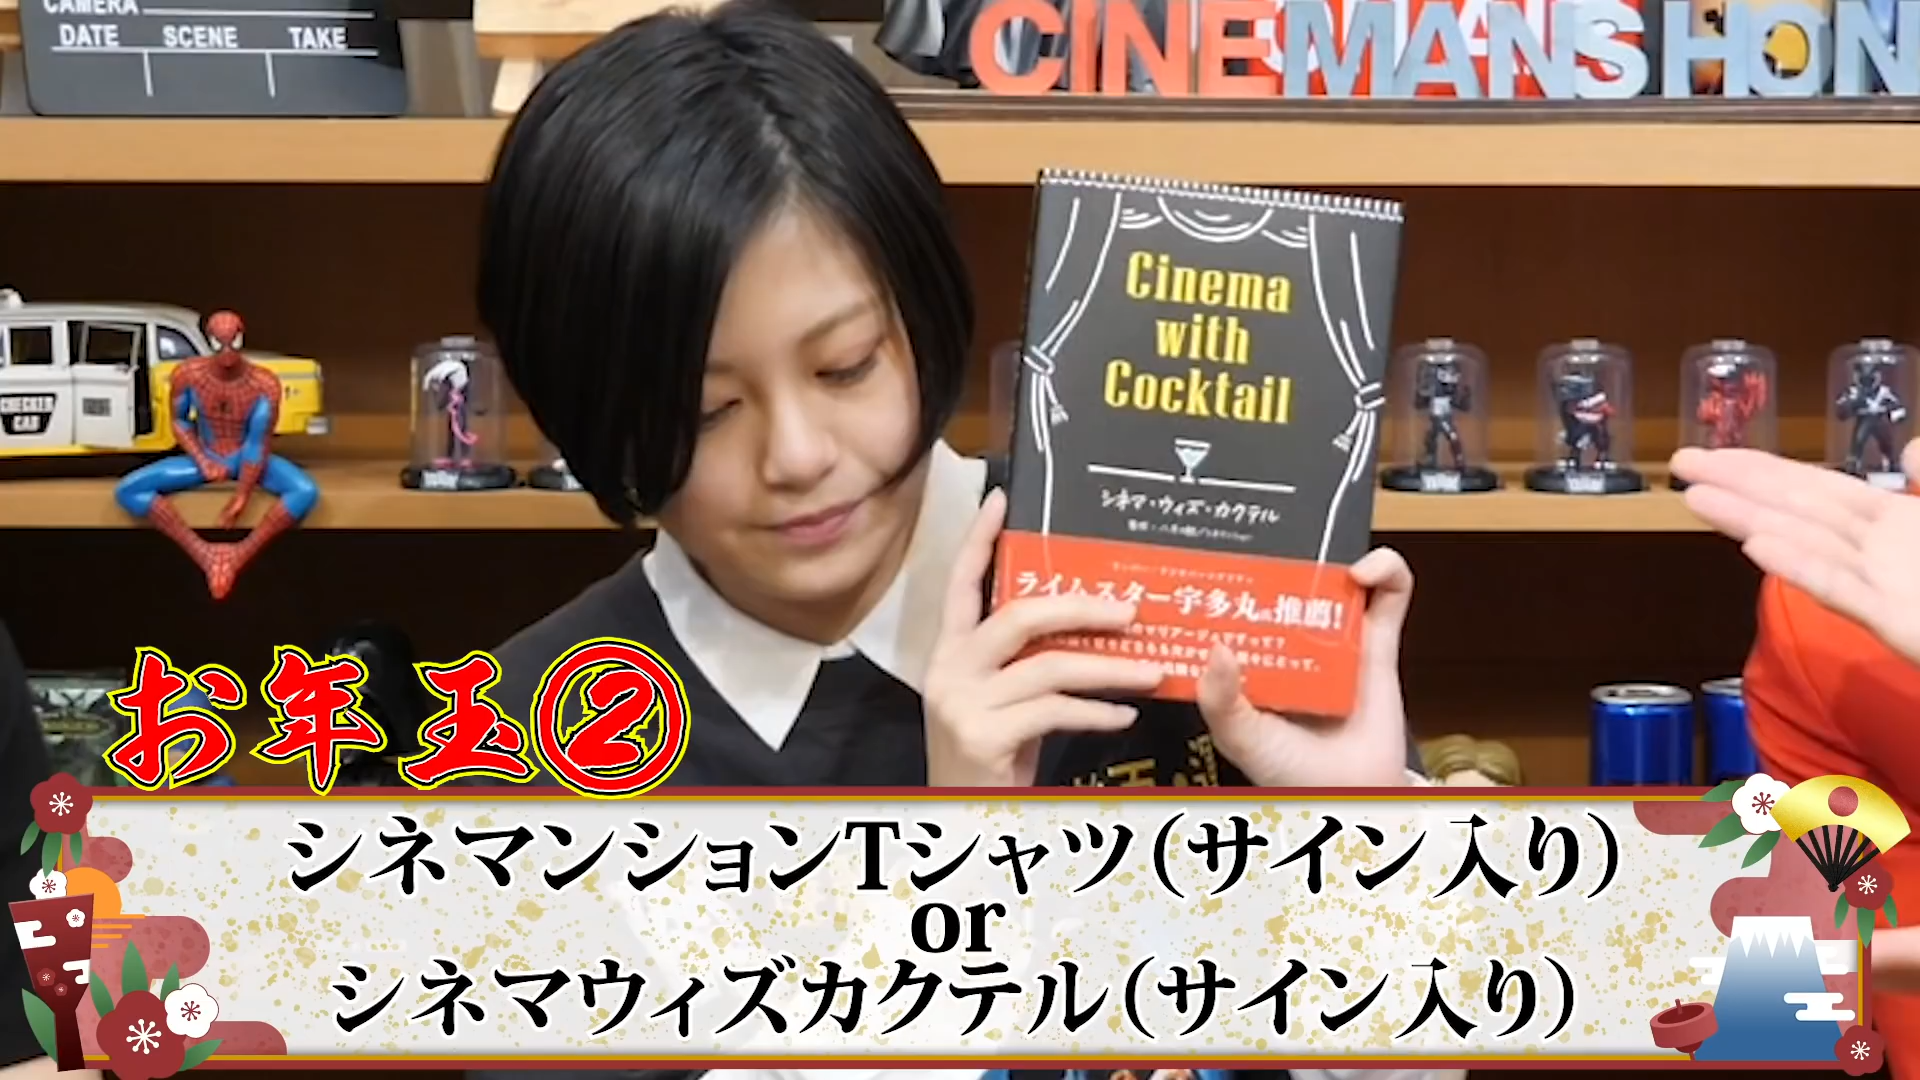 CAMERA
DATE SCENE TAKE
CINEMANSHON
Cinema
with
Cocktail
シネマ・ウィズ・カクテル
CHECKER
CAB
ライムスター宇多丸氏推薦!
お年玉②
シネマンションTシャツ(サイン入り)
or
シネマウィズカクテル(サイン入り)